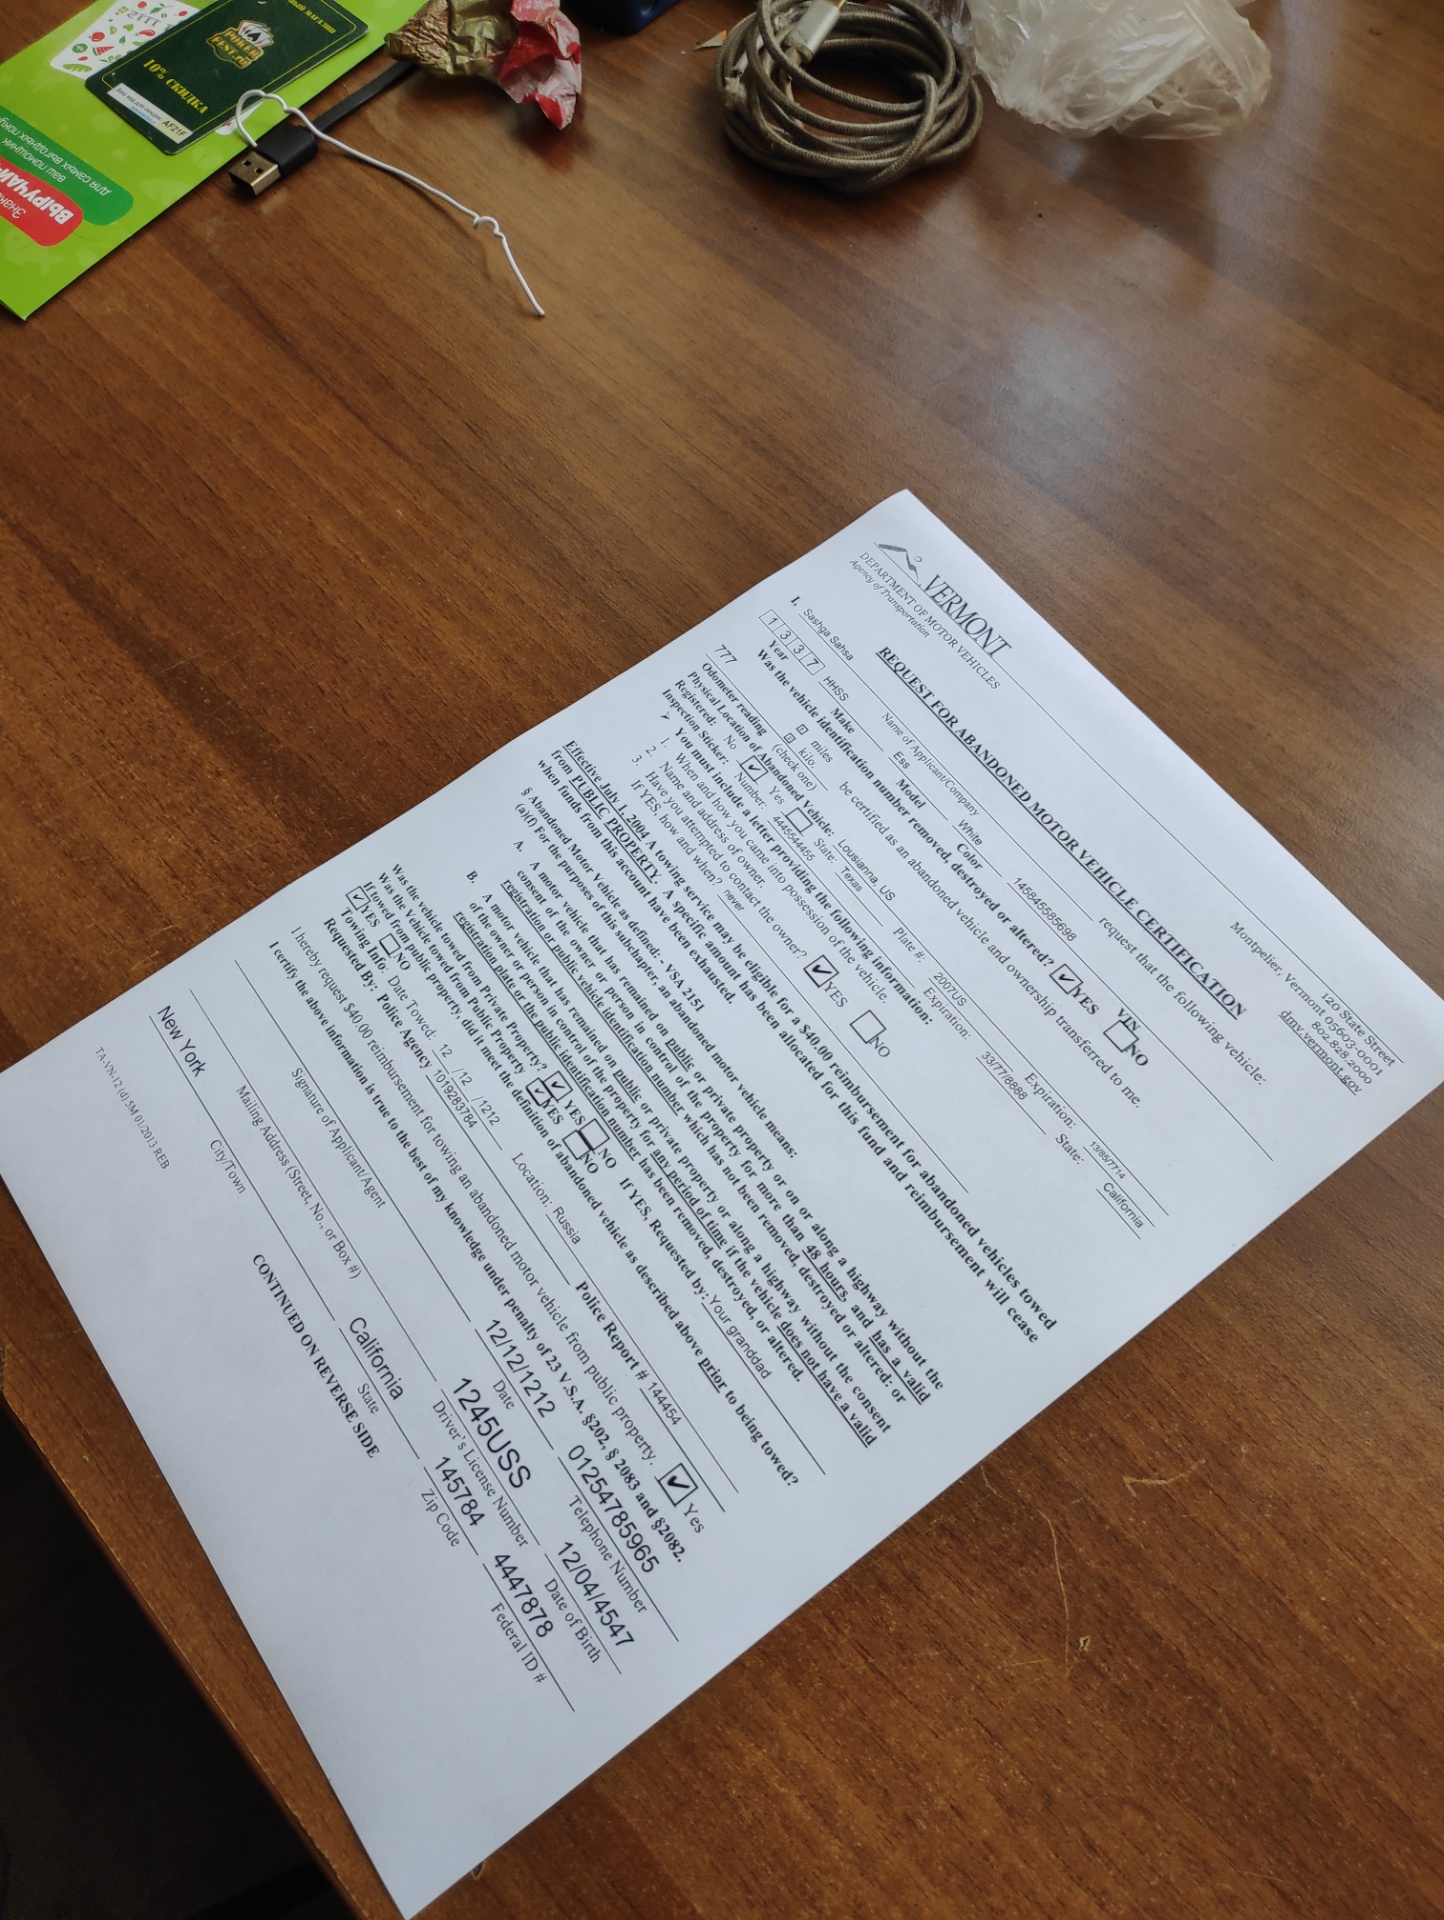 POKER
FEST.ru
10% СКИДКА
AF21F
для самых выгодных покуп
ваш помощник
ВЫРУЧАЙ
Знак
VERMONT
DEPARTMENT OF MOTOR VEHICLES
Agency of Transportation
120 State Street
Montpelier, Vermont 05603-0001
802.828.2000
dmv.vermont.gov
REQUEST FOR ABANDONED MOTOR VEHICLE CERTIFICATION
I, Sashga Sahsa request that the following vehicle:
Name of Applicant/Company
1 3 3 7 HHSS Ess White 145845585698
Year Make Model Color VIN
Was the vehicle identification number removed, destroyed or altered? ✓ YES NO
777 miles be certified as an abandoned vehicle and ownership transferred to me.
Odometer reading kilo.
(check one)
Physical Location of Abandoned Vehicle: Lousianna, US
Registered: No ✓ Yes State: Texas Plate #: 2007US Expiration: 13/85/7714
Inspection Sticker: Number: 4445544455 Expiration: 33/77/8888 State: California
➤ You must include a letter providing the following information:
1. When and how you came into possession of the vehicle.
2. Name and address of owner.
3. Have you attempted to contact the owner? ✓ YES NO
If YES, how and when? never
Effective July 1, 2004 A towing service may be eligible for a $40.00 reimbursement for abandoned vehicles towed
from PUBLIC PROPERTY. A specific amount has been allocated for this fund and reimbursement will cease
when funds from this account have been exhausted.
§ Abandoned Motor Vehicle as defined: - VSA 2151
(a)(f) For the purposes of this subchapter, an abandoned motor vehicle means:
A. A motor vehicle that has remained on public or private property or on or along a highway without the
consent of the owner or person in control of the property for more than 48 hours, and has a valid
registration or public vehicle identification number which has not been removed, destroyed or altered: or
B. A motor vehicle that has remained on public or private property or along a highway without the consent
of the owner or person in control of the property for any period of time if the vehicle does not have a valid
registration plate or the public identification number has been removed, destroyed, or altered.
Was the vehicle towed from Private Property? ✓ YES NO If YES, Requested by: Your granddad
Was the Vehicle towed from Public Property ✓ YES NO
If towed from public property, did it meet the definition of abandoned vehicle as described above prior to being towed?
✓ YES NO
Towing Info: Date Towed: 12 / 12 / 1212 Location: Russia
Requested By: Police Agency 1019283784 Police Report # 144454
I hereby request $40.00 reimbursement for towing an abandoned motor vehicle from public property. ✓ Yes
I certify the above information is true to the best of my knowledge under penalty of 23 V.S.A. §202, § 2083 and §2082.
12/12/1212 01254785965
Signature of Applicant/Agent Date Telephone Number
1245USS 12/04/4547
Mailing Address (Street, No., or Box #) Driver's License Number Date of Birth
New York California 145784 4447878
City/Town State Zip Code Federal ID #
CONTINUED ON REVERSE SIDE
TA-VN-12 (d) 5M 01/2013 REB